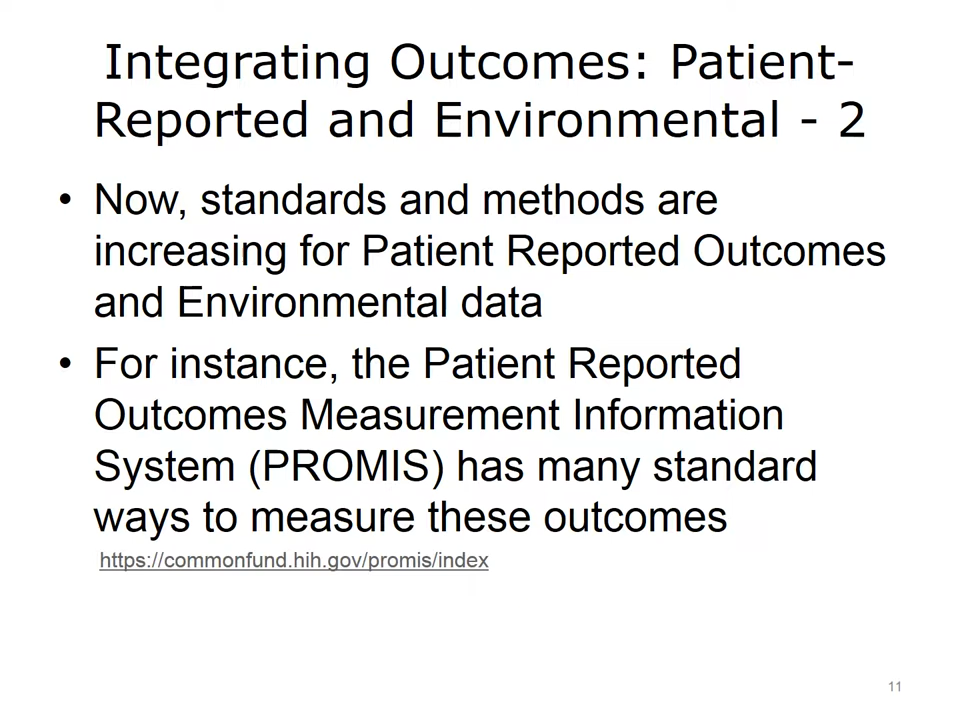 Integrating Outcomes: Patient-
Reported and Environmental - 2
• Now, standards and methods are
increasing for Patient Reported Outcomes
and Environmental data
• For instance, the Patient Reported
Outcomes Measurement Information
System (PROMIS) has many standard
ways to measure these outcomes
https://commonfund.hih.gov/promis/index
11